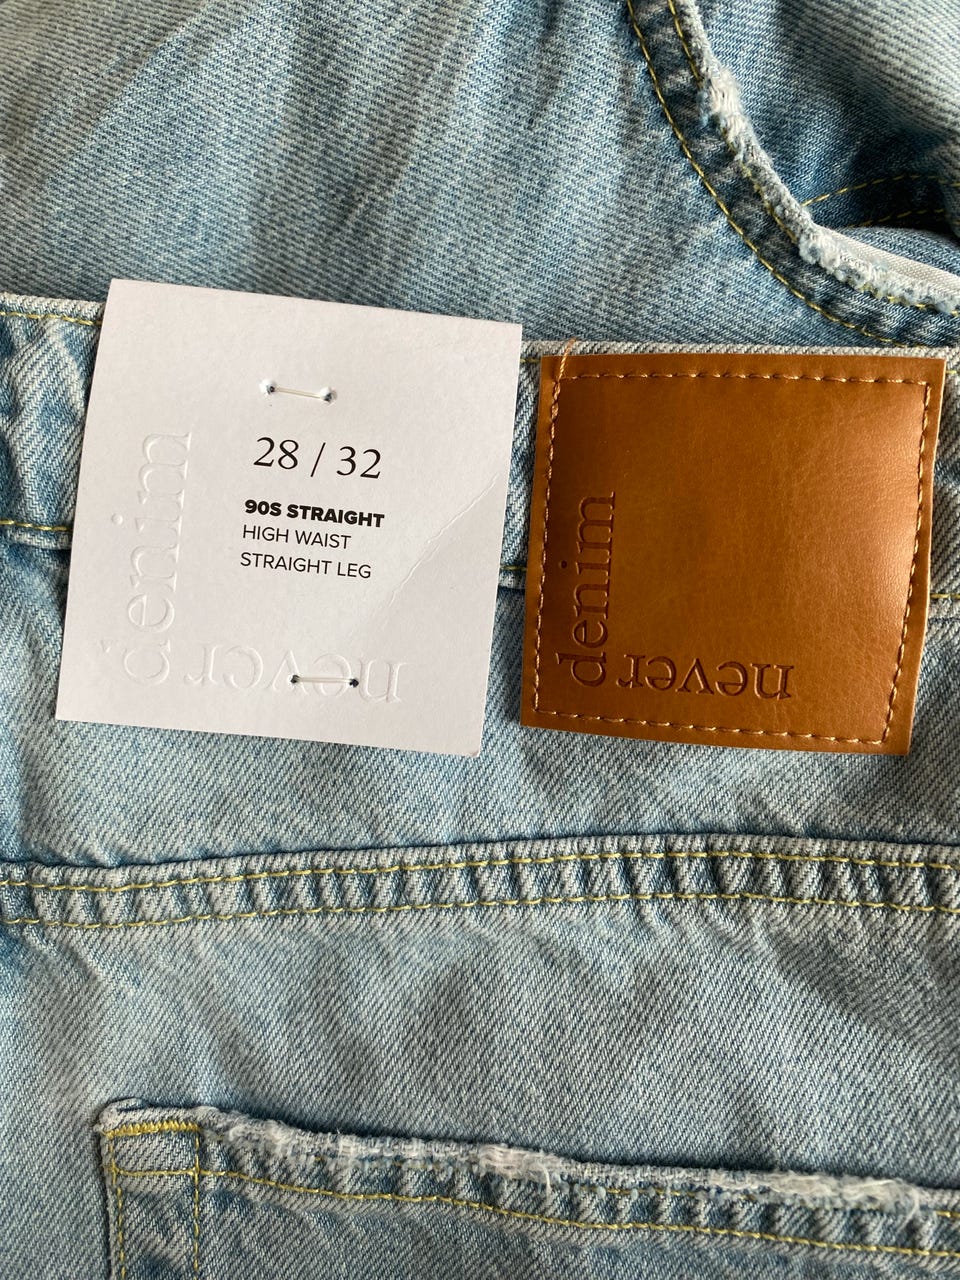 28 / 32
90S STRAIGHT
HIGH WAIST
STRAIGHT LEG
denim
never
denim
never